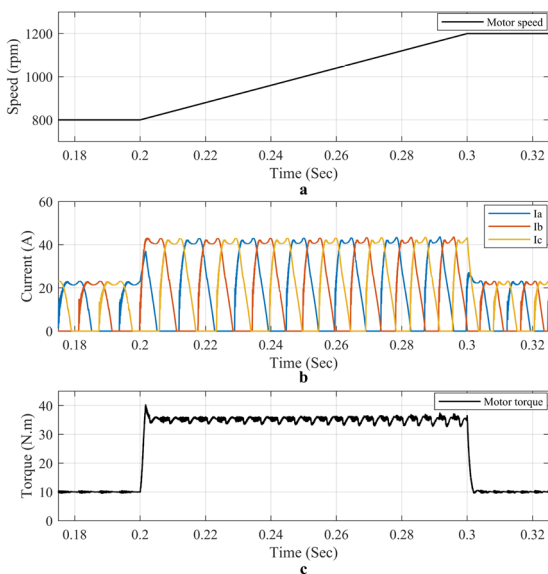 Motor speed
1200
1000
800
Speed (rpm)
0.18 0.2 0.22 0.24 0.26 0.28 0.3 0.32
Time (Sec)
a
60
40
20
0
Current (A)
Ia
Ib
Ic
0.18 0.2 0.22 0.24 0.26 0.28 0.3 0.32
Time (Sec)
b
Motor torque
40
30
20
10
0
Torque (N.m)
0.18 0.2 0.22 0.24 0.26 0.28 0.3 0.32
Time (Sec)
c